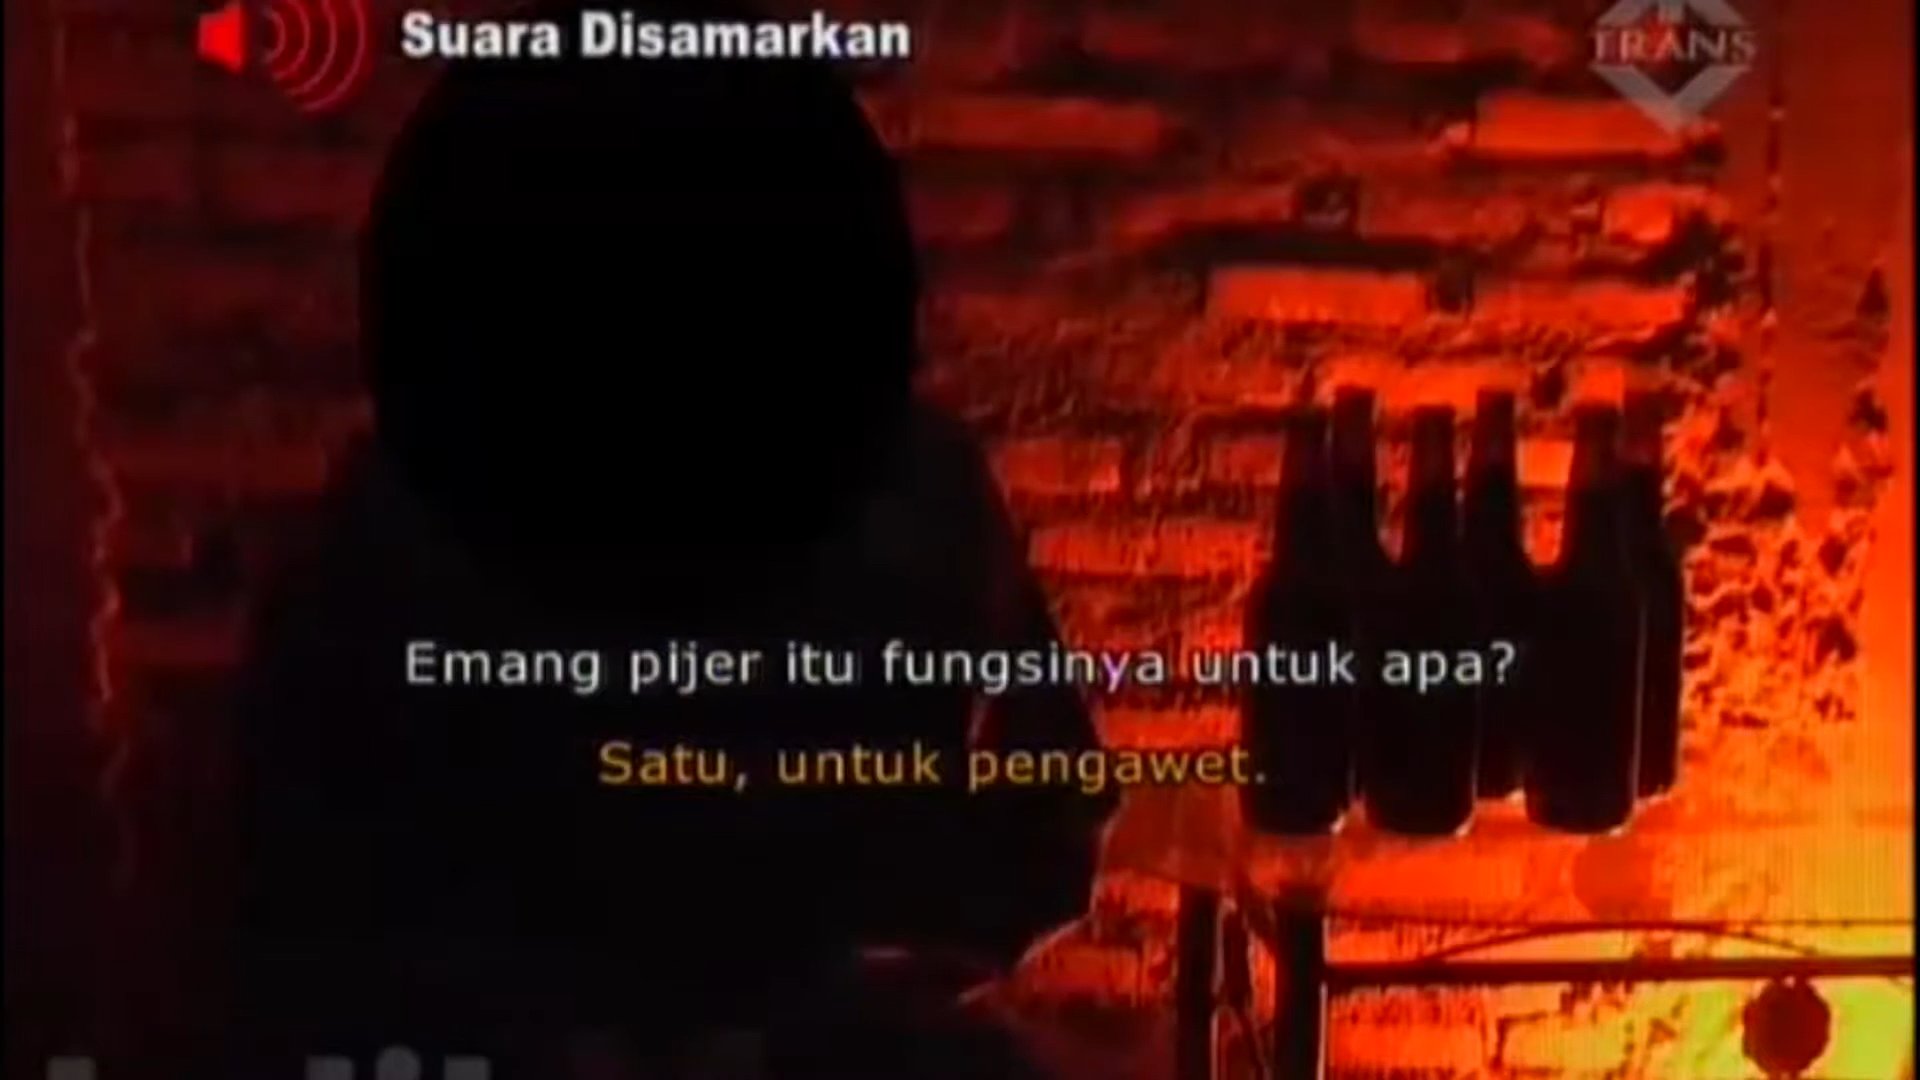 Suara Disamarkan
TRANS
Emang pijer itu fungsinya untuk apa?
Satu, untuk pengawet.